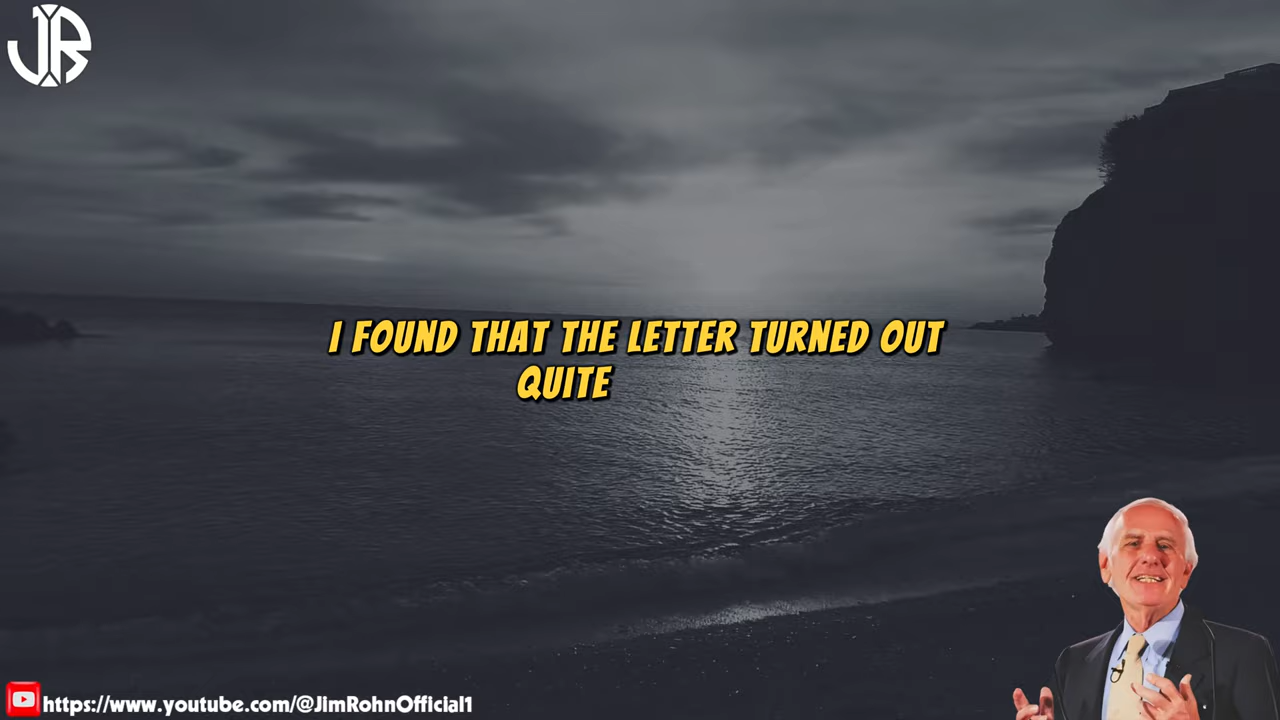 JR
I FOUND THAT THE LETTER TURNED OUT
QUITE
https://www.youtube.com/@JimRohnOfficial1